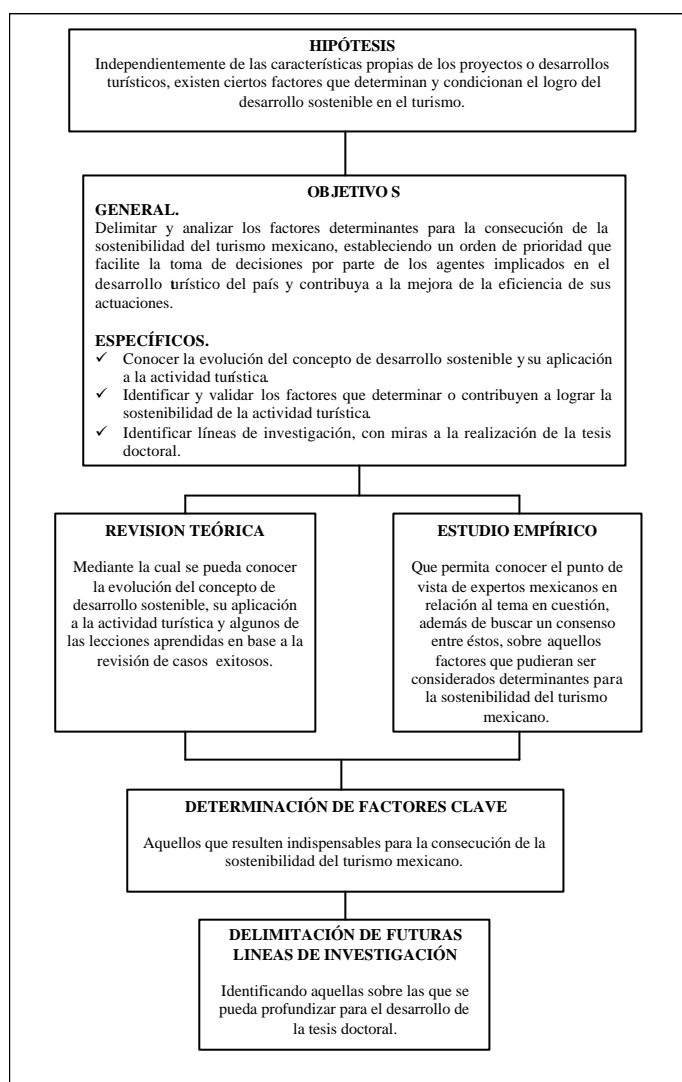 HIPÓTESIS
Independientemente de las características propias de los proyectos o desarrollos
turísticos, existen ciertos factores que determinan y condicionan el logro del
desarrollo sostenible en el turismo.
OBJETIVO S
GENERAL.
Delimitar y analizar los factores determinantes para la consecución de la
sostenibilidad del turismo mexicano, estableciendo un orden de prioridad que
facilite la toma de decisiones por parte de los agentes implicados en el
desarrollo turístico del país y contribuya a la mejora de la eficiencia de sus
actuaciones.
ESPECÍFICOS.
✓ Conocer la evolución del concepto de desarrollo sostenible y su aplicación
a la actividad turística.
✓ Identificar y validar los factores que determinar o contribuyen a lograr la
sostenibilidad de la actividad turística.
✓ Identificar líneas de investigación, con miras a la realización de la tesis
doctoral.
REVISION TEÓRICA
Mediante la cual se pueda conocer
la evolución del concepto de
desarrollo sostenible, su aplicación
a la actividad turística y algunos de
las lecciones aprendidas en base a la
revisión de casos exitosos.
ESTUDIO EMPÍRICO
Que permita conocer el punto de
vista de expertos mexicanos en
relación al tema en cuestión,
además de buscar un consenso
entre éstos, sobre aquellos
factores que pudieran ser
considerados determinantes para
la sostenibilidad del turismo
mexicano.
DETERMINACIÓN DE FACTORES CLAVE
Aquellos que resulten indispensables para la consecución de la
sostenibilidad del turismo mexicano.
DELIMITACIÓN DE FUTURAS
LINEAS DE INVESTIGACIÓN
Identificando aquellas sobre las que se
pueda profundizar para el desarrollo de
la tesis doctoral.